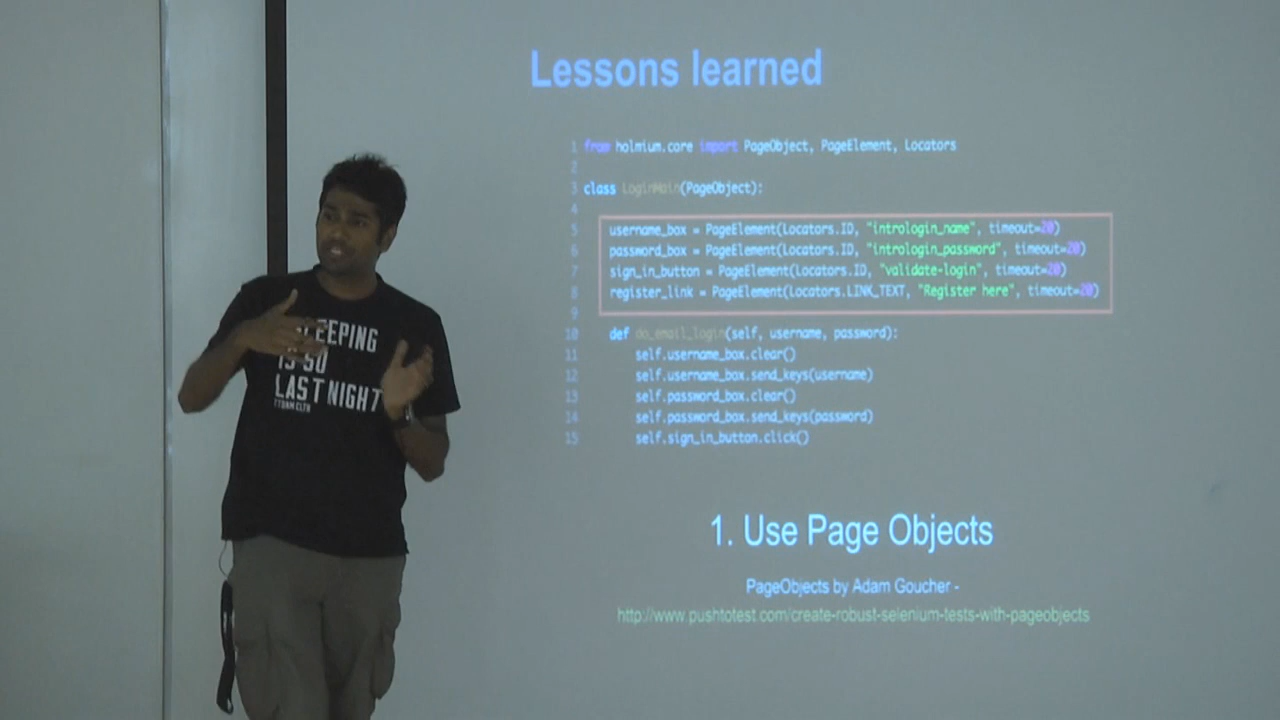 Lessons learned
1 from holmium.core import PageObject, PageElement, Locators
2
3 class LoginMain(PageObject):
4
5 username_box = PageElement(Locators.ID, "intrologin_name", timeout=20)
6 password_box = PageElement(Locators.ID, "intrologin_password", timeout=20)
7 sign_in_button = PageElement(Locators.ID, "validate-login", timeout=20)
8 register_link = PageElement(Locators.LINK_TEXT, "Register here", timeout=20)
9
10 def do_email_login(self, username, password):
11 self.username_box.clear()
12 self.username_box.send_keys(username)
13 self.password_box.clear()
14 self.password_box.send_keys(password)
15 self.sign_in_button.click()
1. Use Page Objects
PageObjects by Adam Goucher -
http://www.pushtotest.com/create-robust-selenium-tests-with-pageobjects
IS SO
LAST NIGHT